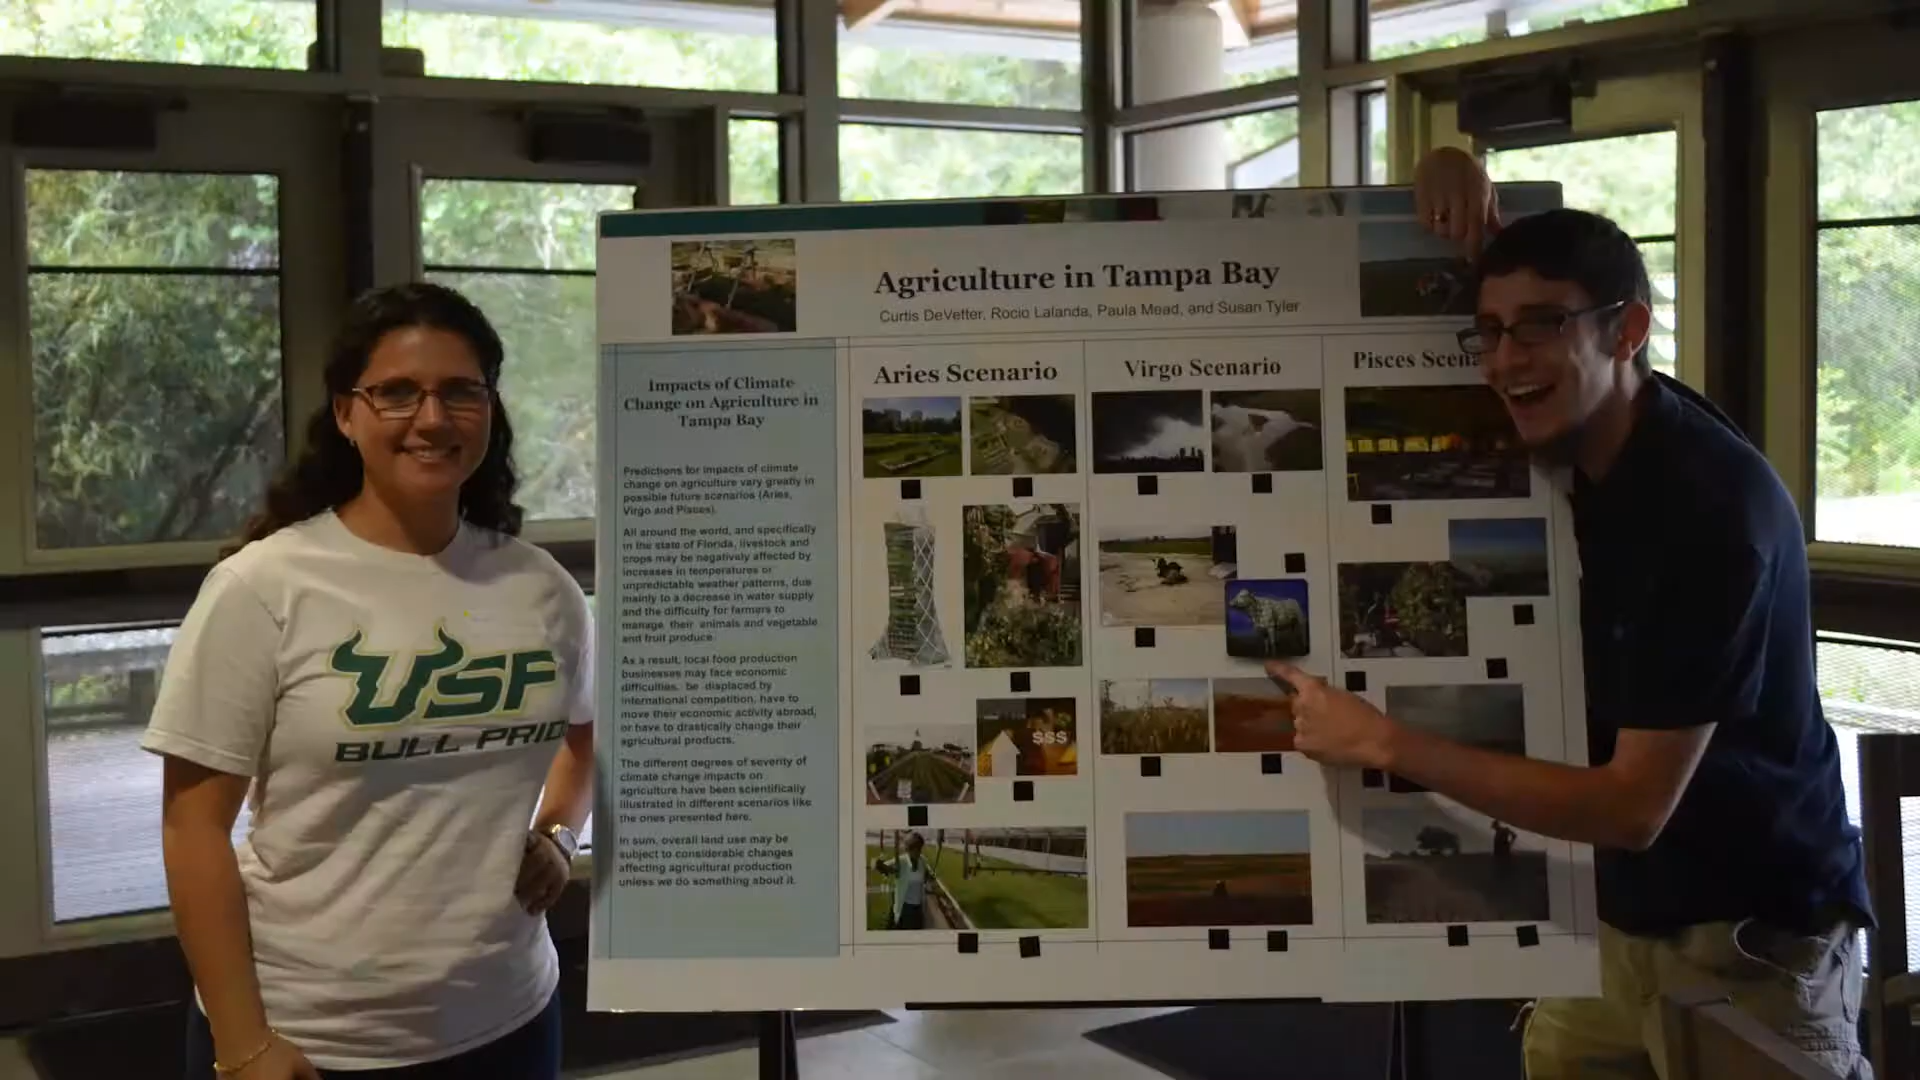 Agriculture in Tampa Bay
Curtis DeVetter, Rocio Lalanda, Paula Mead, and Susan Tyler
Impacts of Climate
Change on Agriculture in
Tampa Bay
Predictions for impacts of climate
change on agriculture vary greatly in
possible future scenarios (Aries,
Virgo and Pisces).
All around the world, and specifically
in the state of Florida, livestock and
crops may be negatively affected by
increases in temperatures or
unpredictable weather patterns, due
mainly to a decrease in water supply
and the difficulty for farmers to
manage their animals and vegetable
and fruit produce.
As a result, local food production
businesses may face economic
difficulties, be displaced by
international competition, have to
move their economic activity abroad,
or have to drastically change their
agricultural products.
The different degrees of severity of
climate change impacts on
agriculture have been scientifically
illustrated in different scenarios like
the ones presented here.
In sum, overall land use may be
subject to considerable changes
affecting agricultural production
unless we do something about it.
Aries Scenario
$$$
Virgo Scenario
Pisces Scena
USF
BULL PRID